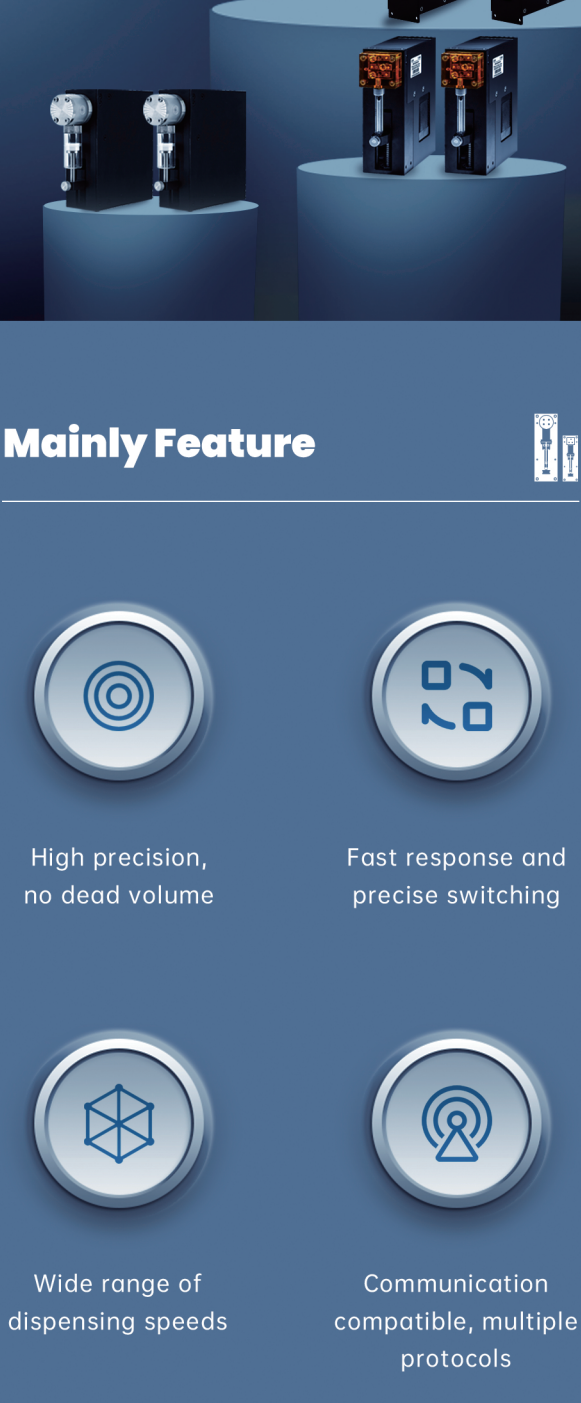 Mainly Feature
High precision,
no dead volume
Fast response and
precise switching
Wide range of
dispensing speeds
Communication
compatible, multiple
protocols